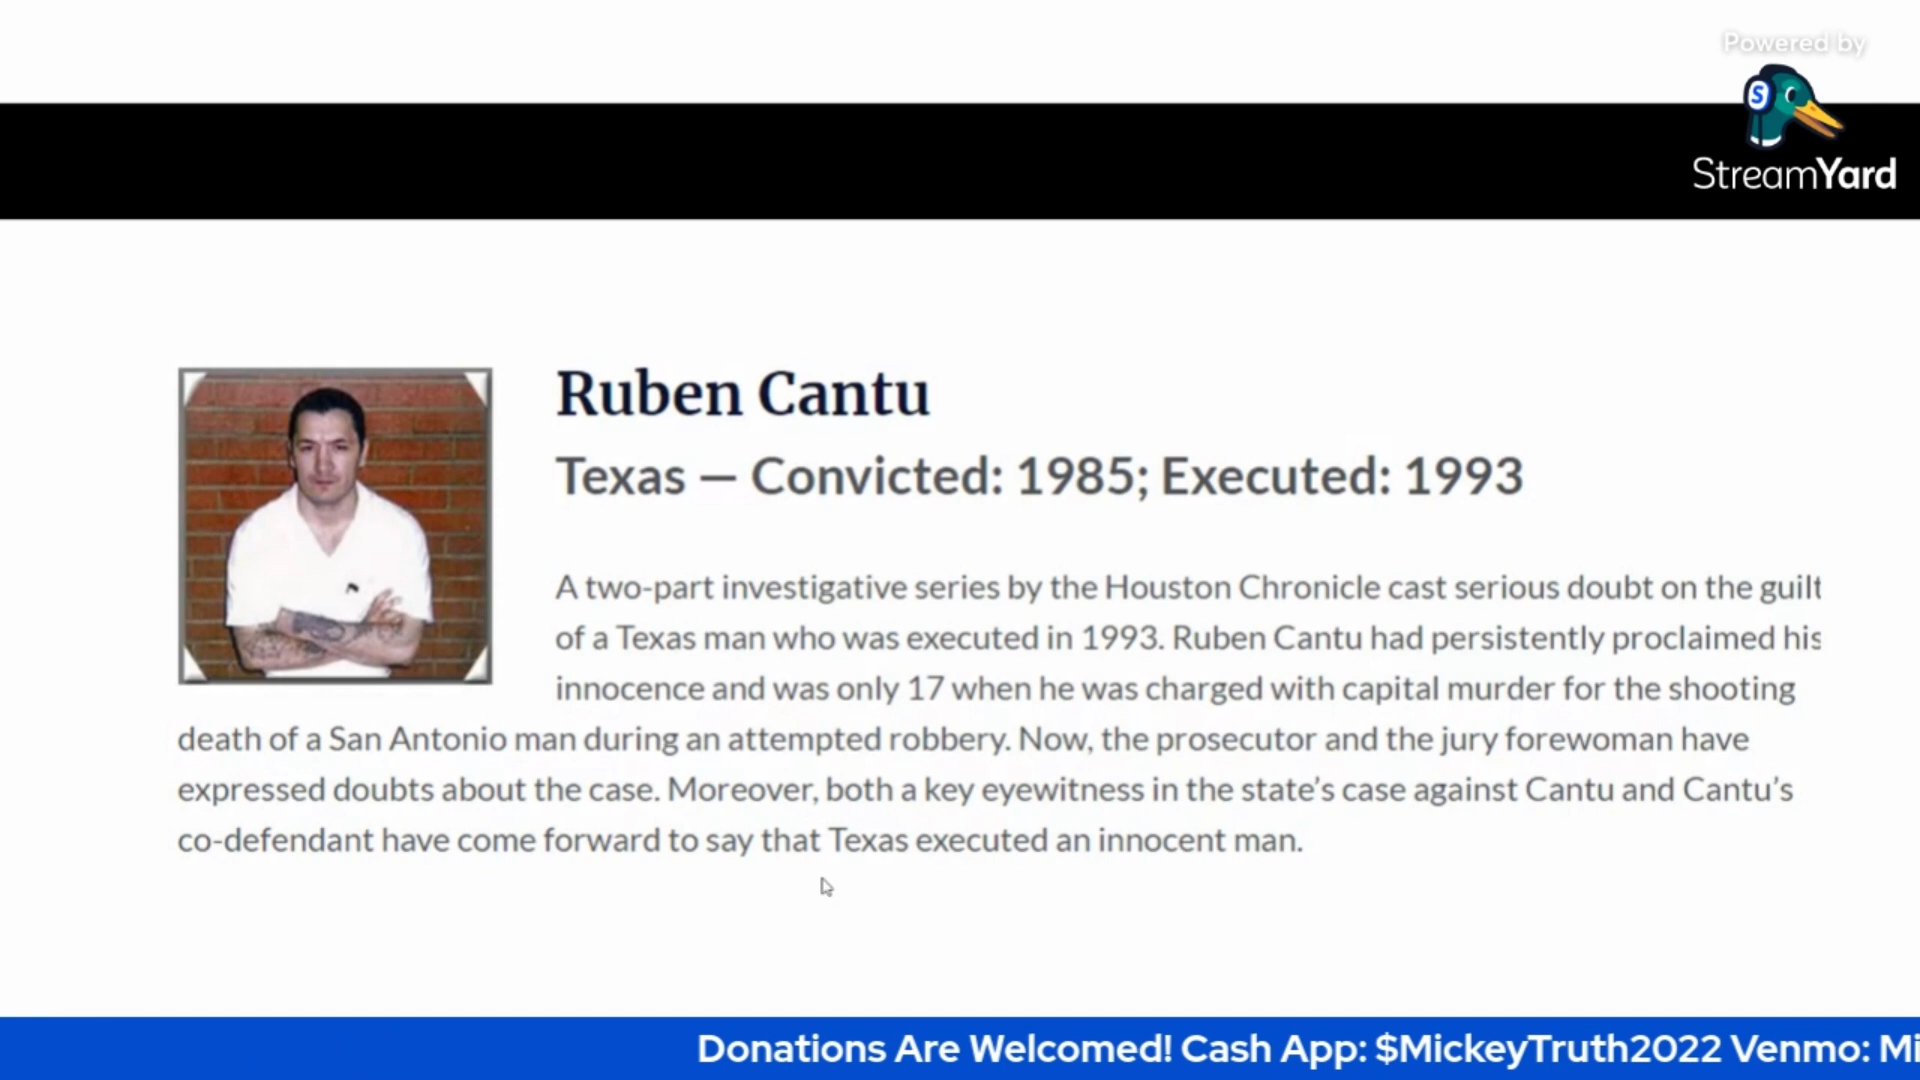 Powered by
S
StreamYard
Ruben Cantu
Texas — Convicted: 1985; Executed: 1993
A two-part investigative series by the Houston Chronicle cast serious doubt on the guilt
of a Texas man who was executed in 1993. Ruben Cantu had persistently proclaimed his
innocence and was only 17 when he was charged with capital murder for the shooting
death of a San Antonio man during an attempted robbery. Now, the prosecutor and the jury forewoman have
expressed doubts about the case. Moreover, both a key eyewitness in the state’s case against Cantu and Cantu’s
co-defendant have come forward to say that Texas executed an innocent man.
Donations Are Welcomed! Cash App: $MickeyTruth2022 Venmo: Mi